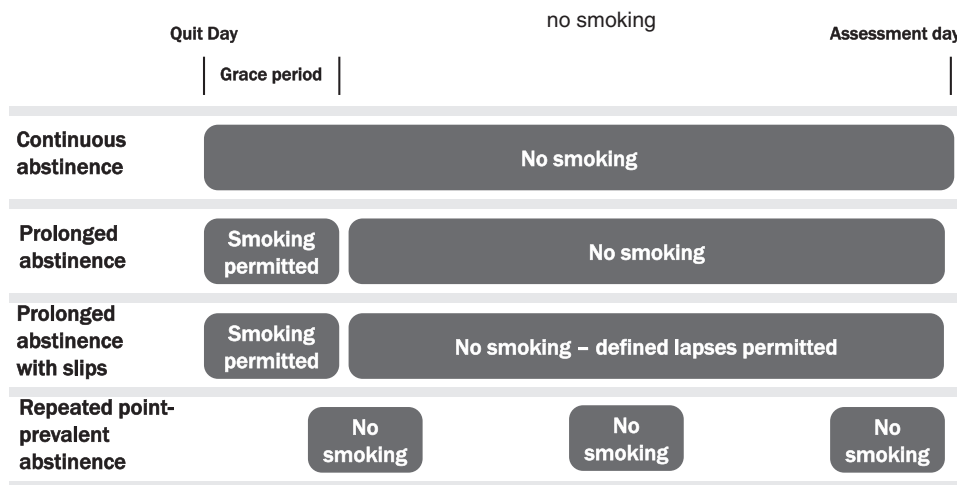 no smoking
Quit Day
Assessment day
Grace period
Continuous
abstinence
No smoking
Prolonged
abstinence
Smoking
permitted
No smoking
Prolonged
abstinence
with slips
Smoking
permitted
No smoking – defined lapses permitted
Repeated point-
prevalent
abstinence
No
smoking
No
smoking
No
smoking